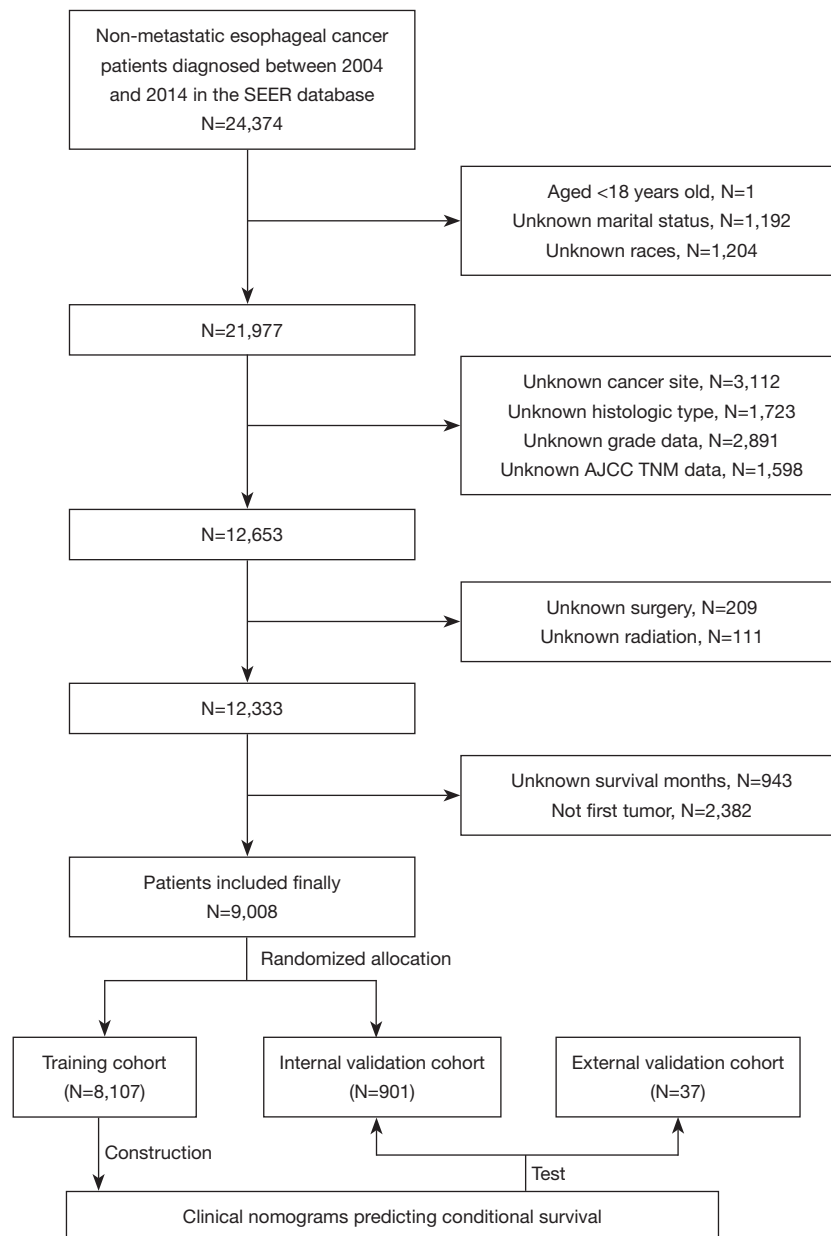 Non-metastatic esophageal cancer
patients diagnosed between 2004
and 2014 in the SEER database
N=24,374
Aged <18 years old, N=1
Unknown marital status, N=1,192
Unknown races, N=1,204
N=21,977
Unknown cancer site, N=3,112
Unknown histologic type, N=1,723
Unknown grade data, N=2,891
Unknown AJCC TNM data, N=1,598
N=12,653
Unknown surgery, N=209
Unknown radiation, N=111
N=12,333
Unknown survival months, N=943
Not first tumor, N=2,382
Patients included finally
N=9,008
Randomized allocation
Training cohort
(N=8,107)
Internal validation cohort
(N=901)
External validation cohort
(N=37)
Construction
Test
Clinical nomograms predicting conditional survival